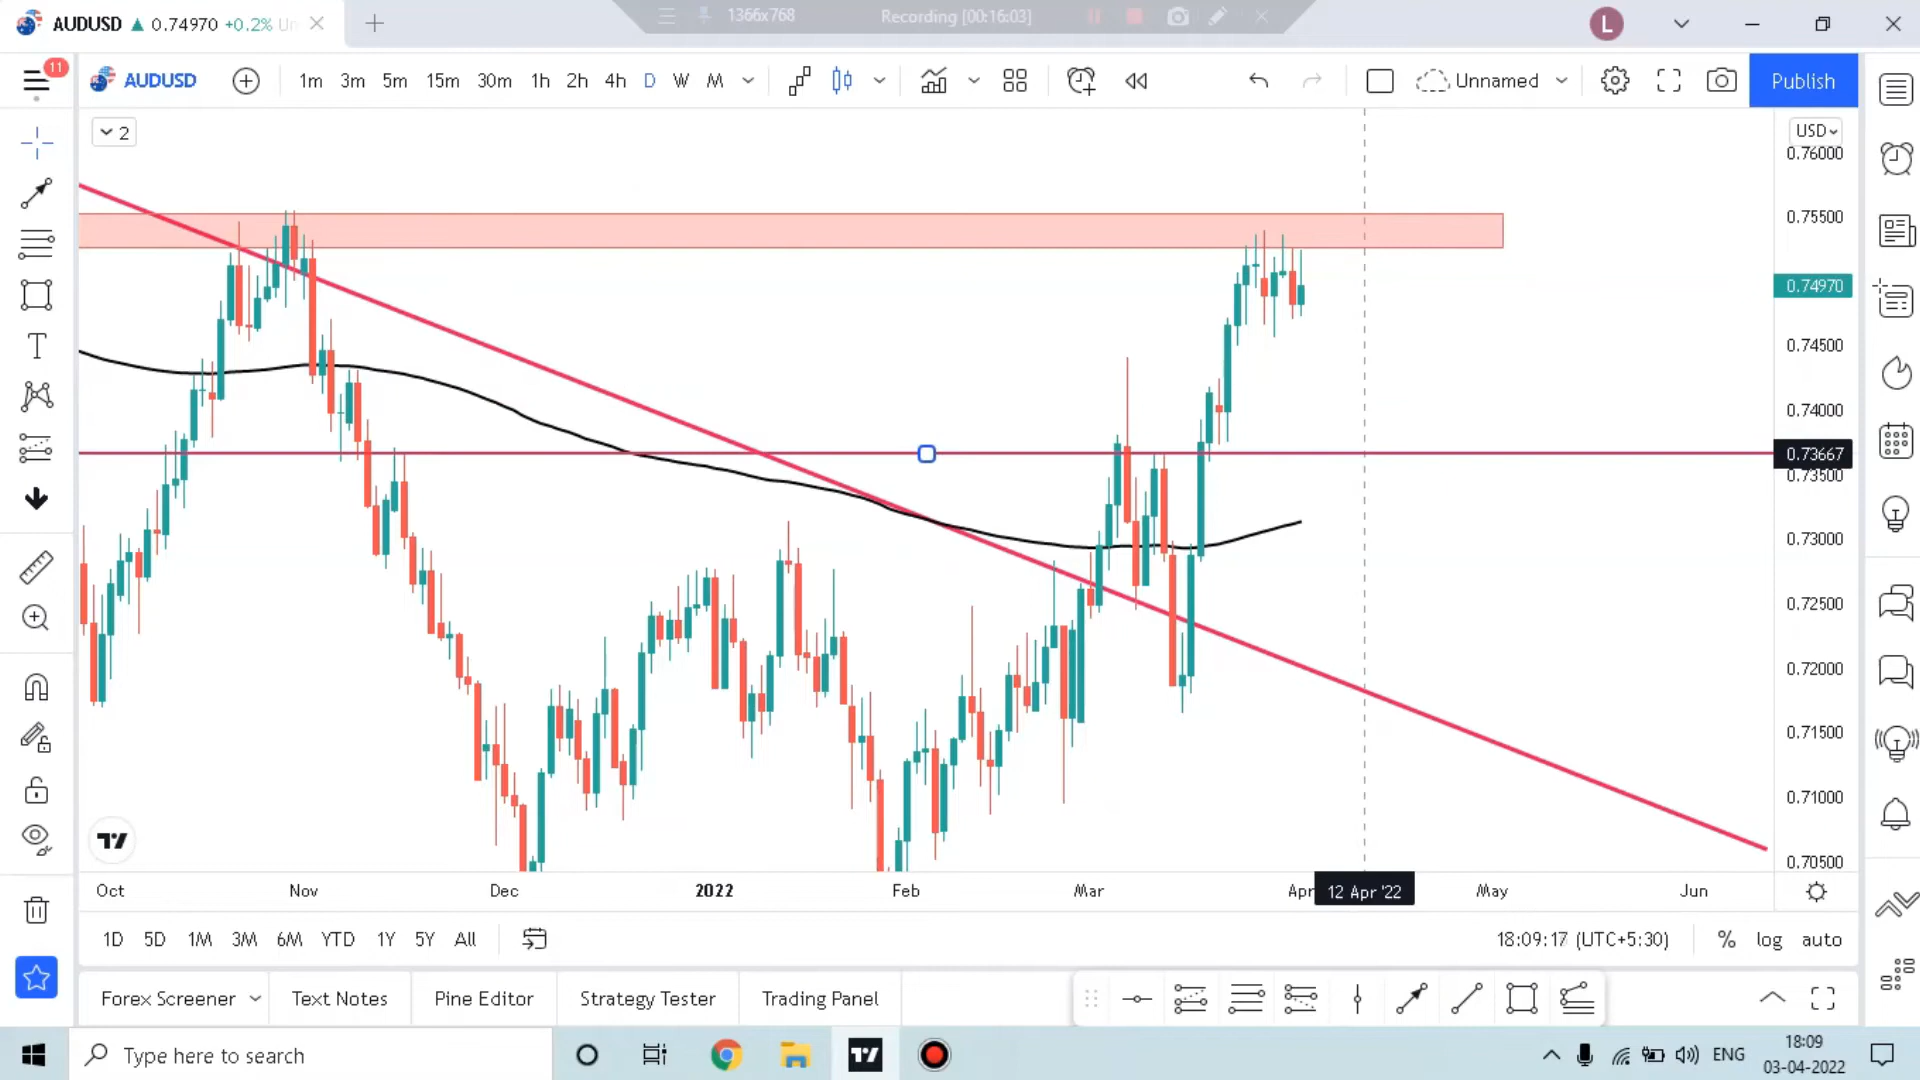 AUDUSD ▲ 0.74970 +0.2% Un
1366x768
Recording [00:16:03]
L
11
AUDUSD
1m 3m 5m 15m 30m 1h 2h 4h D W M
Unnamed
Publish
2
USD
0.76000
0.75500
0.74970
0.74500
0.74000
0.73667
0.73500
0.73000
0.72500
0.72000
0.71500
0.71000
0.70500
Oct Nov Dec 2022 Feb Mar Apr 12 Apr '22 May Jun
1D 5D 1M 3M 6M YTD 1Y 5Y All
18:09:17 (UTC+5:30) % log auto
Forex Screener Text Notes Pine Editor Strategy Tester Trading Panel
Type here to search
ENG
18:09
03-04-2022